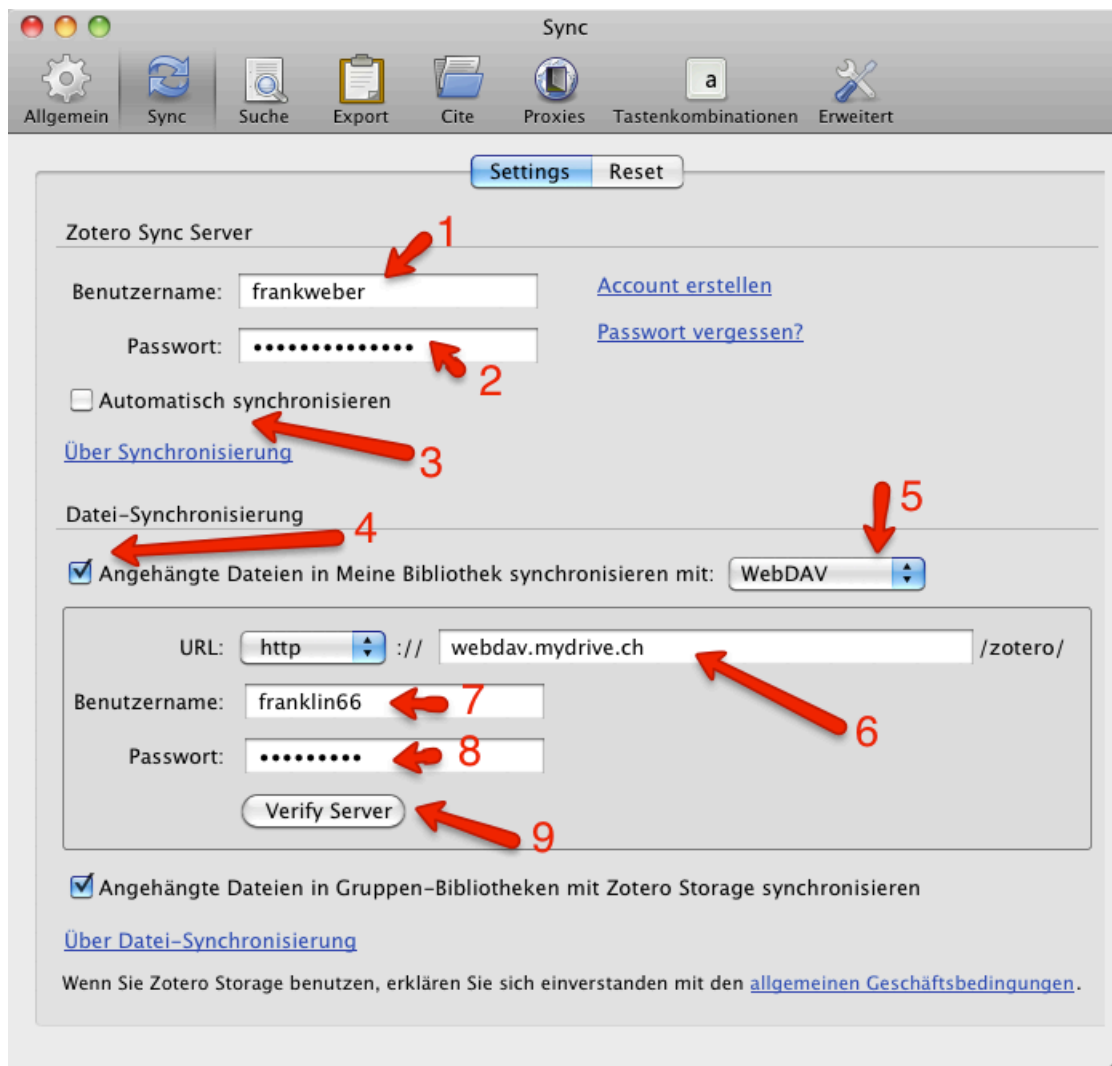 Sync
Allgemein Sync Suche Export Cite Proxies a Tastenkombinationen Erweitert
Settings Reset
Zotero Sync Server
1
Benutzername: frankweber Account erstellen
Passwort: •••••••••••••• Passwort vergessen?
2
Automatisch synchronisieren
3
Über Synchronisierung
5
Datei-Synchronisierung
4
Angehängte Dateien in Meine Bibliothek synchronisieren mit: WebDAV
URL: http :// webdav.mydrive.ch /zotero/
Benutzername: franklin66 7
6
Passwort: ••••••••• 8
Verify Server 9
Angehängte Dateien in Gruppen-Bibliotheken mit Zotero Storage synchronisieren
Über Datei-Synchronisierung
Wenn Sie Zotero Storage benutzen, erklären Sie sich einverstanden mit den allgemeinen Geschäftsbedingungen.